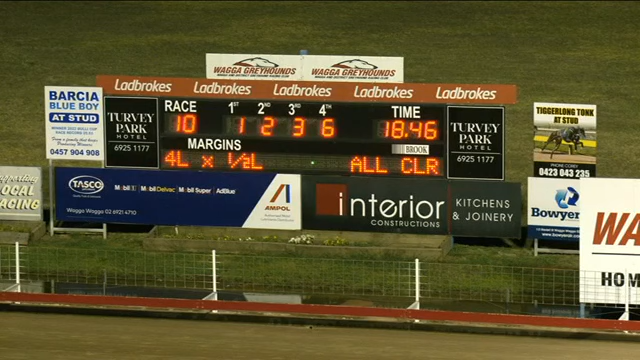 WAGGA GREYHOUNDS
WAGGA GREYHOUNDS
Ladbrokes Ladbrokes Ladbrokes Ladbrokes Ladbrokes
BARCIA
BLUE BOY
AT STUD
0457 904 908
TURVEY
PARK
HOTEL
6925 1177
RACE 1ST 2ND 3RD 4TH TIME
10 1 2 3 6 18.46
MARGINS BROOK
4L x 1/2L ALL CLR
TURVEY
PARK
HOTEL
6925 1177
TIGGERLONG TONK
AT STUD
0423 043 235
LOCAL
RACING
TASCO
Wagga Wagga 02 6921 4710
Mobil Mobil Delvac Mobil Super AdBlue
AMPOL
interior
CONSTRUCTIONS
KITCHENS
& JOINERY
Bowyer
WA
HOM